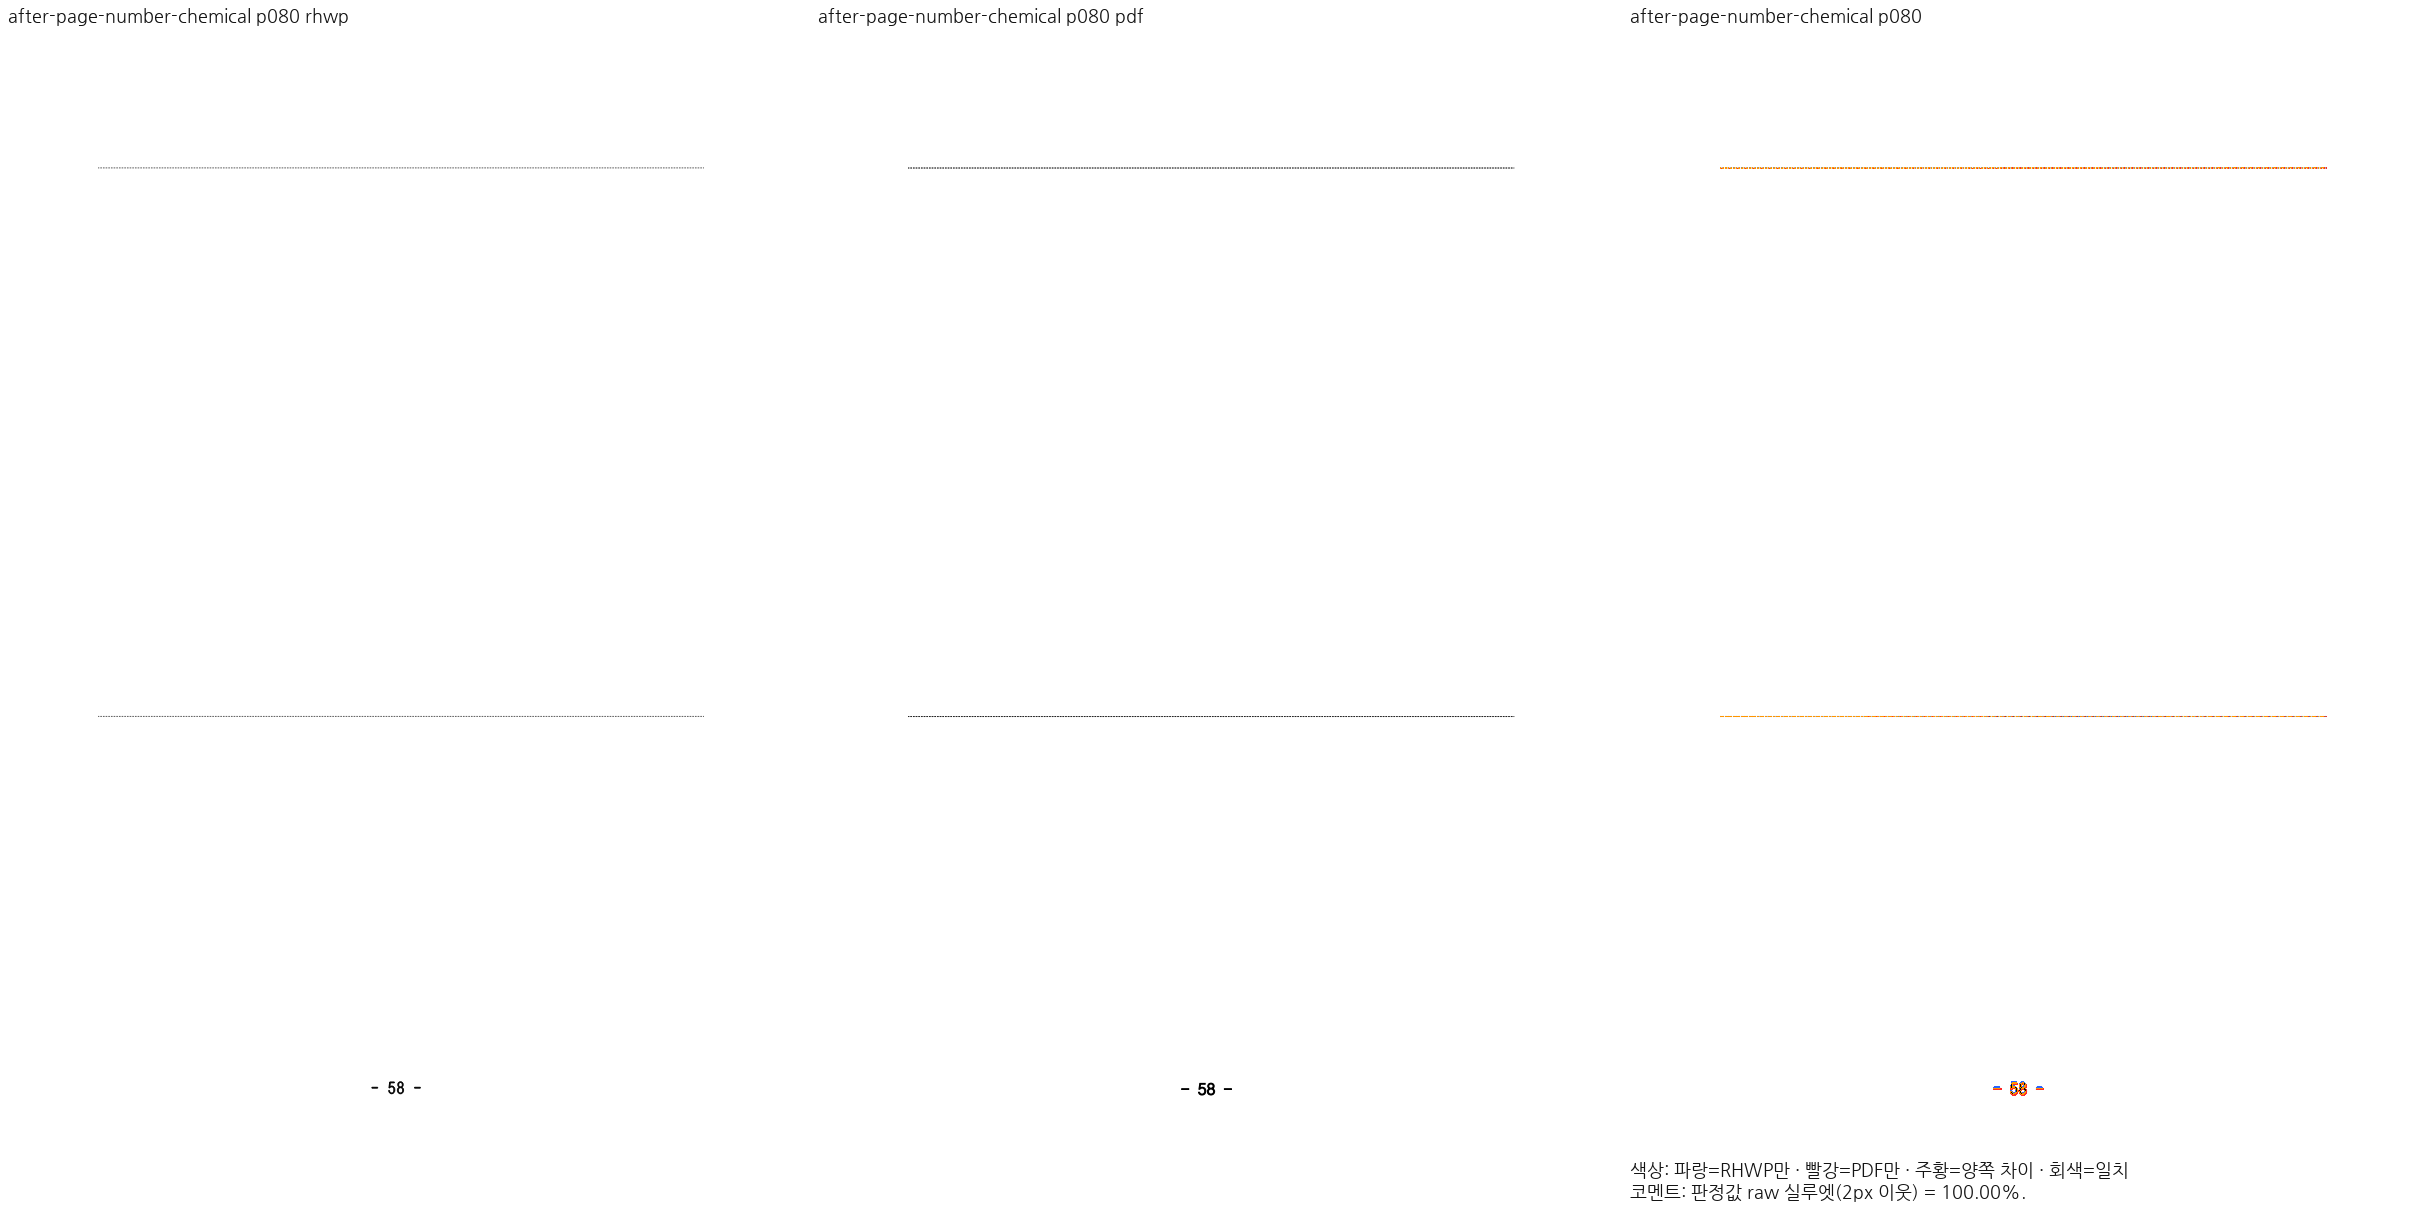 after-page-number-chemical p080 rhwp
after-page-number-chemical p080 pdf
after-page-number-chemical p080
- 58 -
- 58 -
- 58 -
색상: 파랑=RHWP만 · 빨강=PDF만 · 주황=양쪽 차이 · 회색=일치
코멘트: 판정값 raw 실루엣(2px 이웃) = 100.00%.